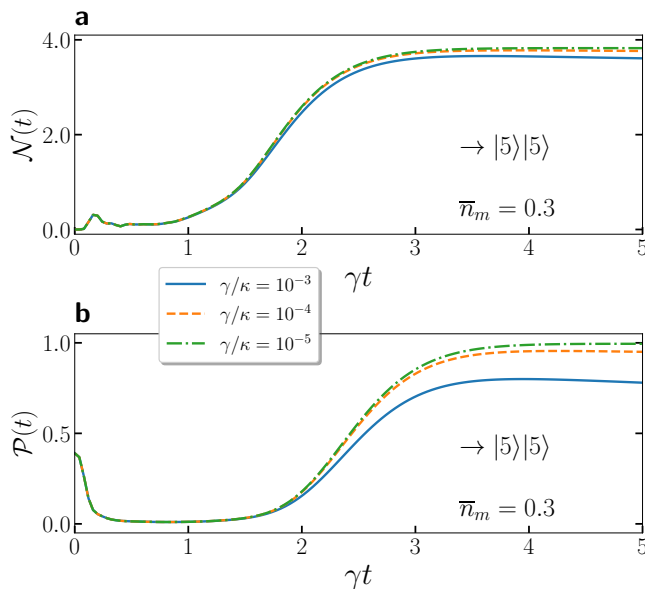 a
4.0
2.0
0.0
𝒩(t)
→ |5⟩|5⟩
n̅ₘ = 0.3
0 1 2 3 4 5
γt
γ/κ = 10⁻³
γ/κ = 10⁻⁴
γ/κ = 10⁻⁵
b
1.0
0.5
0.0
𝒫(t)
→ |5⟩|5⟩
n̅ₘ = 0.3
0 1 2 3 4 5
γt